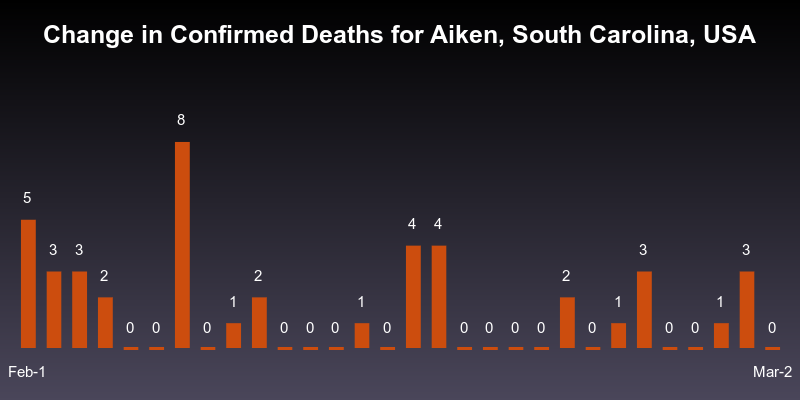 Change in Confirmed Deaths for Aiken, South Carolina, USA
8
5
4 4
3 3 3 3
2 2 2
1 1 1 1
0 0 0 0 0 0 0 0 0 0 0 0 0 0 0
Feb-1 Mar-2